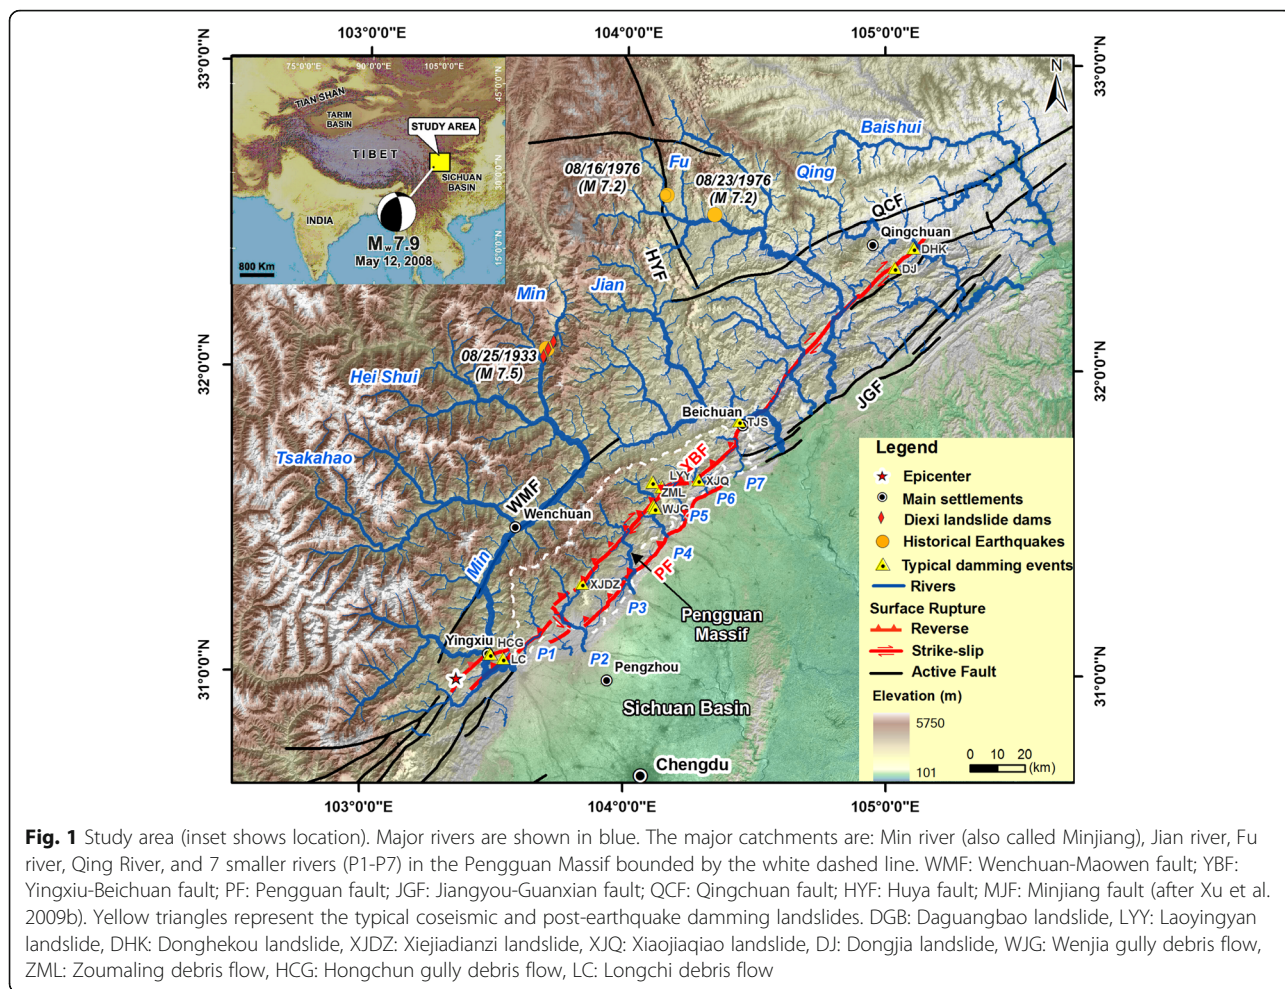 103°0'0"E
104°0'0"E
105°0'0"E
33°0'0"N
33°0'0"N
75°0'0"E
90°0'0"E
105°0'0"E
45°0'0"N
30°0'0"N
15°0'0"N
TIAN SHAN
TARIM
BASIN
STUDY AREA
TIBET
SICHUAN
BASIN
INDIA
Mw7.9
May 12, 2008
800 Km
N
Baishui
Fu
08/16/1976
(M 7.2)
08/23/1976
(M 7.2)
Qing
QCF
Qingchuan
DHK
DJ
HYF
Min
Jian
08/25/1933
(M 7.5)
32°0'0"N
32°0'0"N
Hei Shui
JGF
Beichuan
TJS
Tsakahao
YBF
LYY
XJQ
P7
ZML
P6
WMF
WJG
P5
Wenchuan
P4
Min
PF
XJDZ
P3
Pengguan
Massif
Yingxiu
HCG
LC
P1
P2
Pengzhou
31°0'0"N
31°0'0"N
Sichuan Basin
Chengdu
Legend
Epicenter
Main settlements
Diexi landslide dams
Historical Earthquakes
Typical damming events
Rivers
Surface Rupture
Reverse
Strike-slip
Active Fault
Elevation (m)
5750
101
0 10 20
(km)
103°0'0"E
104°0'0"E
105°0'0"E
Fig. 1 Study area (inset shows location). Major rivers are shown in blue. The major catchments are: Min river (also called Minjiang), Jian river, Fu
river, Qing River, and 7 smaller rivers (P1-P7) in the Pengguan Massif bounded by the white dashed line. WMF: Wenchuan-Maowen fault; YBF:
Yingxiu-Beichuan fault; PF: Pengguan fault; JGF: Jiangyou-Guanxian fault; QCF: Qingchuan fault; HYF: Huya fault; MJF: Minjiang fault (after Xu et al.
2009b). Yellow triangles represent the typical coseismic and post-earthquake damming landslides. DGB: Daguangbao landslide, LYY: Laoyingyan
landslide, DHK: Donghekou landslide, XJDZ: Xiejiadianzi landslide, XJQ: Xiaojiaqiao landslide, DJ: Dongjia landslide, WJG: Wenjia gully debris flow,
ZML: Zoumaling debris flow, HCG: Hongchun gully debris flow, LC: Longchi debris flow